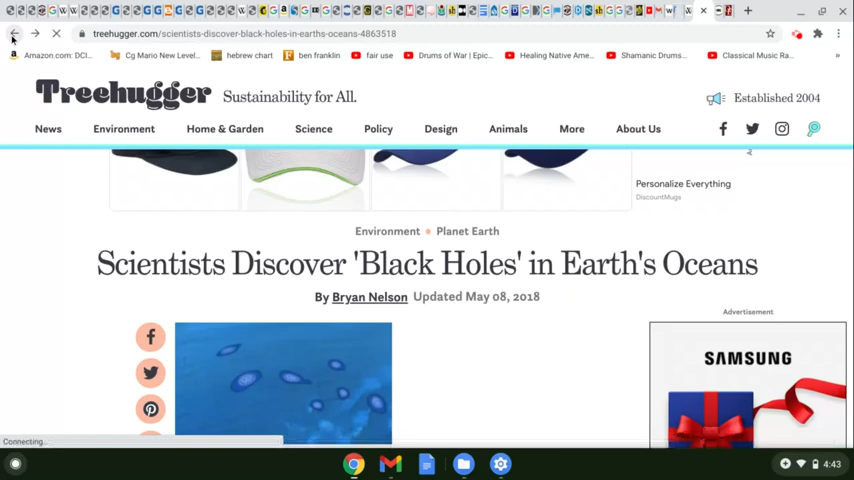 treehugger.com/scientists-discover-black-holes-in-earths-oceans-4863518
Amazon.com: DCI... Cg Mario New Level... hebrew chart ben franklin fair use Drums of War | Epic... Healing Native Ame... Shamanic Drums... Classical Music Ra... »
Treehugger Sustainability for All. Established 2004
News Environment Home & Garden Science Policy Design Animals More About Us
Personalize Everything
DiscountMugs
Environment Planet Earth
Scientists Discover 'Black Holes' in Earth's Oceans
By Bryan Nelson Updated May 08, 2018
Advertisement
SAMSUNG
Connecting...
4:43